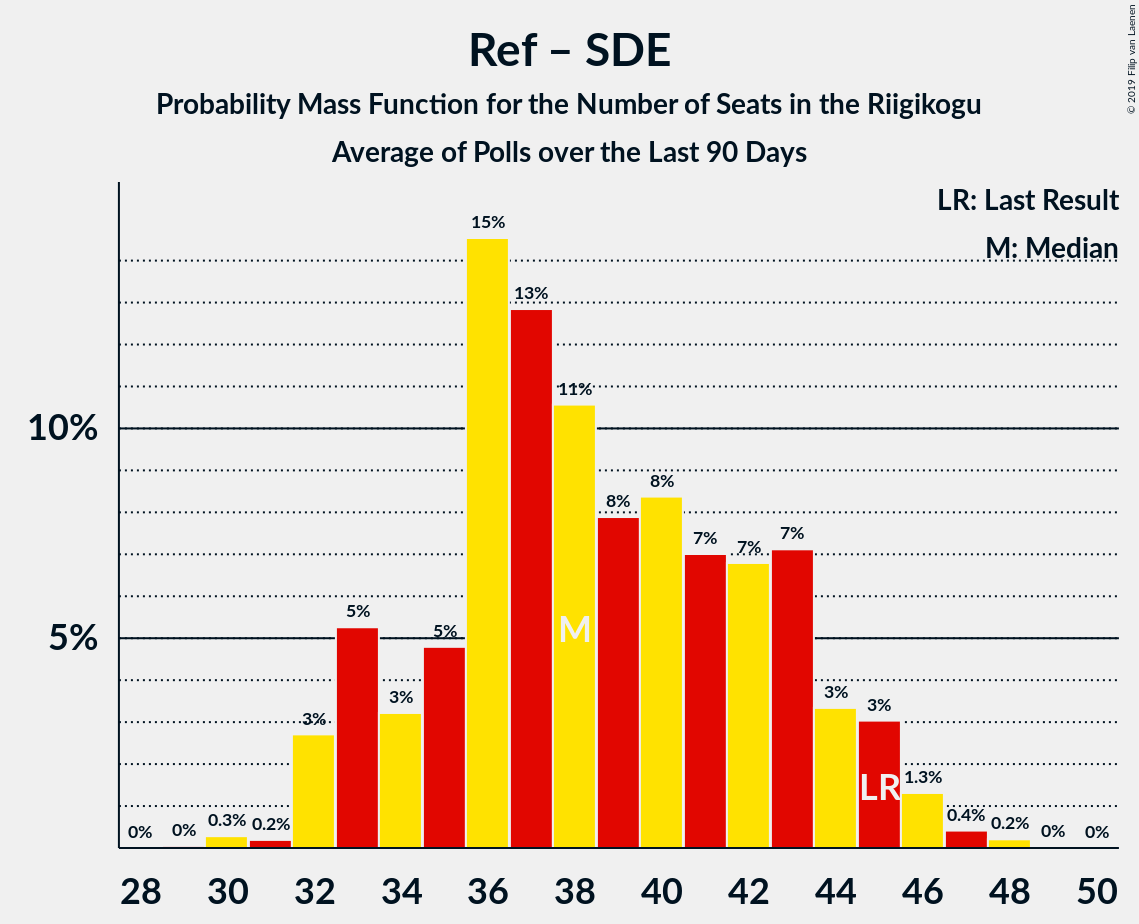 Ref – SDE
Probability Mass Function for the Number of Seats in the Riigikogu
Average of Polls over the Last 90 Days
© 2019 Filip van Laenen
LR: Last Result
M: Median
10%
5%
0%
0%
0.3%
0.2%
3%
5%
3%
5%
15%
13%
11%
8%
8%
7%
7%
7%
3%
3%
1.3%
0.4%
0.2%
0%
0%
M
LR
28 30 32 34 36 38 40 42 44 46 48 50